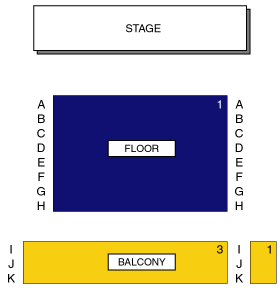 STAGE
1
A A
B B
C C
D FLOOR D
E E
F F
G G
H H
I 3 I 1
J BALCONY J
K K